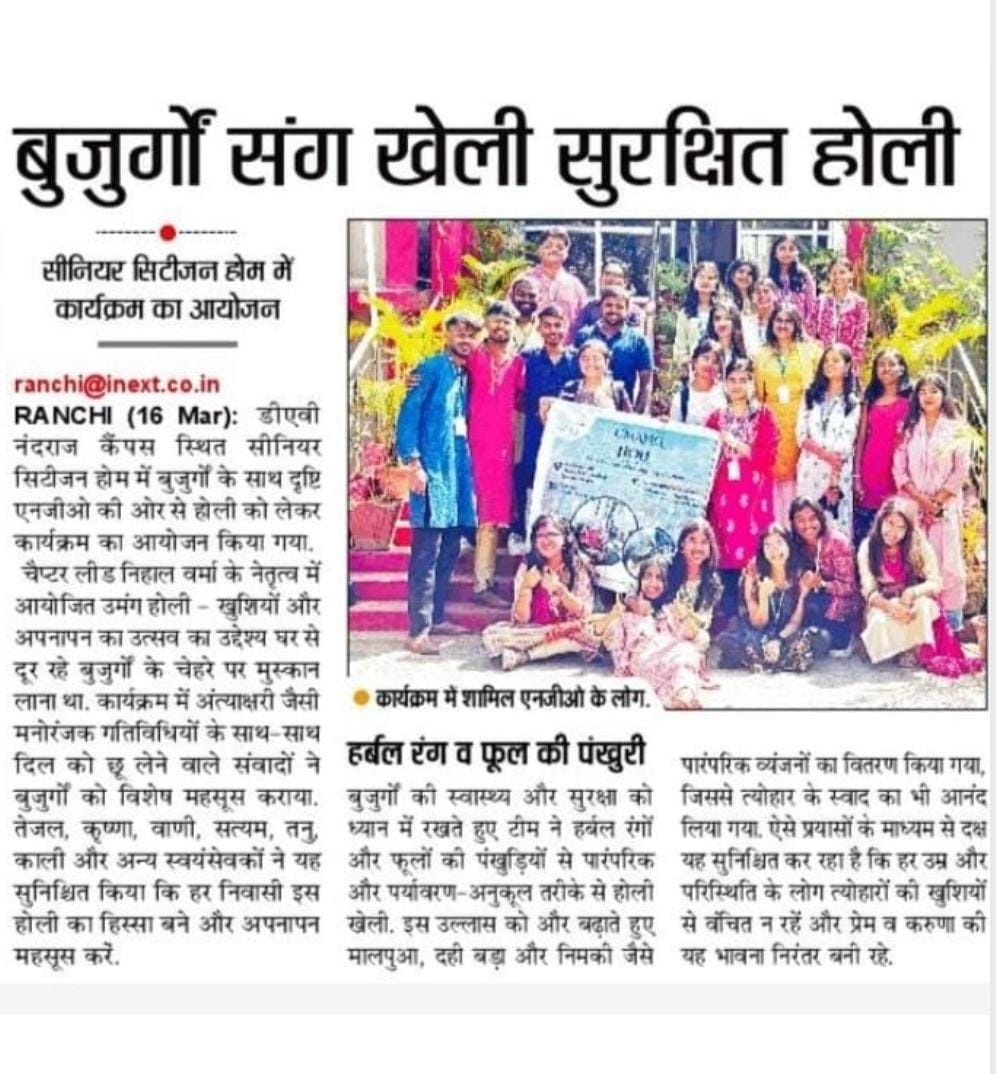 बुजुर्गों संग खेली सुरक्षित होली
सीनियर सिटीजन होम में
कार्यक्रम का आयोजन
ranchi@inext.co.in
RANCHI (16 Mar): डीएवी
नंदराज कैंपस स्थित सीनियर
सिटीजन होम में बुजुर्गों के साथ दृष्टि
एनजीओ की ओर से होली को लेकर
कार्यक्रम का आयोजन किया गया.
चैप्टर लीड निहाल वर्मा के नेतृत्व में
आयोजित उमंग होली - खुशियों और
अपनापन का उत्सव का उद्देश्य घर से
दूर रहे बुजुर्गों के चेहरे पर मुस्कान
लाना था. कार्यक्रम में अंत्याक्षरी जैसी
मनोरंजक गतिविधियों के साथ-साथ
दिल को छू लेने वाले संवादों ने
बुजुर्गों को विशेष महसूस कराया.
तेजल, कृष्णा, वाणी, सत्यम, तनु,
काली और अन्य स्वयंसेवकों ने यह
सुनिश्चित किया कि हर निवासी इस
होली का हिस्सा बने और अपनापन
महसूस करें.
UMANG
HOLI
कार्यक्रम में शामिल एनजीओ के लोग.
हर्बल रंग व फूल की पंखुरी
बुजुर्गों की स्वास्थ्य और सुरक्षा को
ध्यान में रखते हुए टीम ने हर्बल रंगों
और फूलों की पंखुड़ियों से पारंपरिक
और पर्यावरण-अनुकूल तरीके से होली
खेली. इस उल्लास को और बढ़ाते हुए
मालपुआ, दही बड़ा और निमकी जैसे
पारंपरिक व्यंजनों का वितरण किया गया,
जिससे त्योहार के स्वाद का भी आनंद
लिया गया. ऐसे प्रयासों के माध्यम से दक्ष
यह सुनिश्चित कर रहा है कि हर उम्र और
परिस्थिति के लोग त्योहारों की खुशियों
से वंचित न रहें और प्रेम व करुणा की
यह भावना निरंतर बनी रहे.